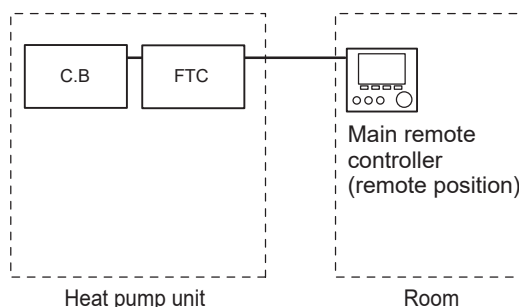 C.B
FTC
Main remote
controller
(remote position)
Heat pump unit
Room